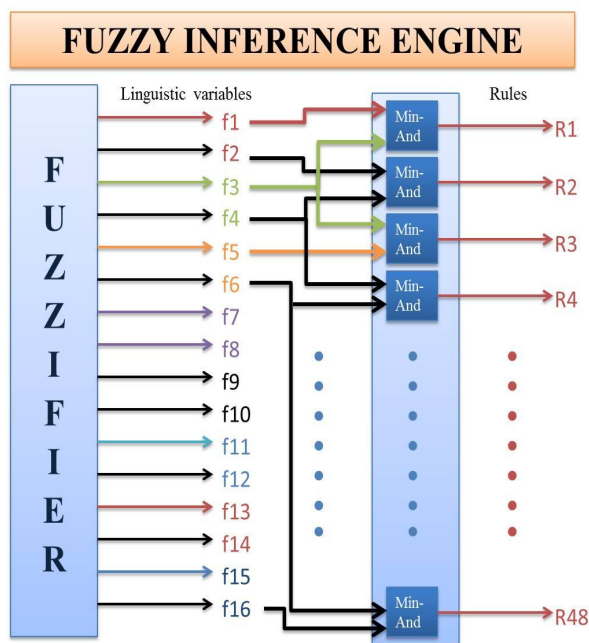 FUZZY INFERENCE ENGINE
Linguistic variables
Rules
F
U
Z
Z
I
F
I
E
R
f1
f2
f3
f4
f5
f6
f7
f8
f9
f10
f11
f12
f13
f14
f15
f16
Min-
And
Min-
And
Min-
And
Min-
And
Min-
And
R1
R2
R3
R4
R48